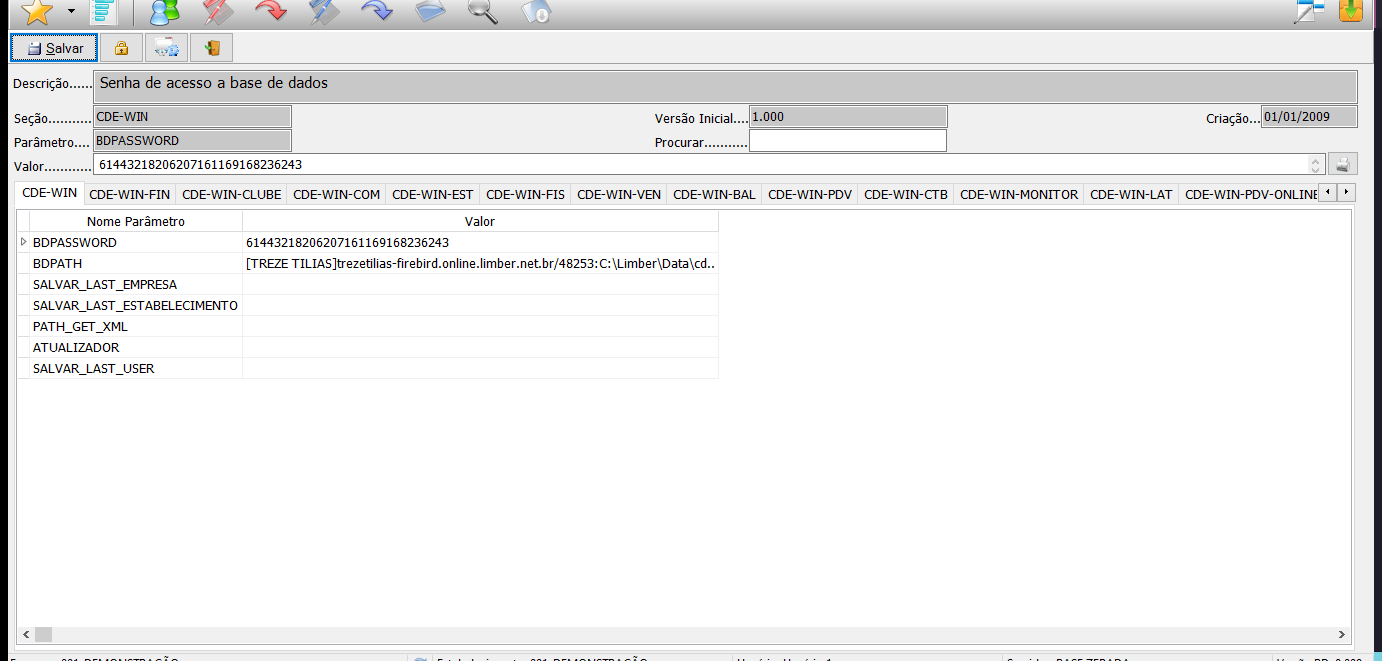 Salvar
Descrição...... Senha de acesso a base de dados
Seção........... CDE-WIN Versão Inicial.... 1.000 Criação... 01/01/2009
Parâmetro.... BDPASSWORD Procurar...........
Valor............ 61443218206207161169168236243
CDE-WIN CDE-WIN-FIN CDE-WIN-CLUBE CDE-WIN-COM CDE-WIN-EST CDE-WIN-FIS CDE-WIN-VEN CDE-WIN-BAL CDE-WIN-PDV CDE-WIN-CTB CDE-WIN-MONITOR CDE-WIN-LAT CDE-WIN-PDV-ONLINE
Nome Parâmetro Valor
BDPASSWORD 61443218206207161169168236243
BDPATH [TREZE TILIAS]trezetilias-firebird.online.limber.net.br/48253:C:\Limber\Data\cd..
SALVAR_LAST_EMPRESA
SALVAR_LAST_ESTABELECIMENTO
PATH_GET_XML
ATUALIZADOR
SALVAR_LAST_USER